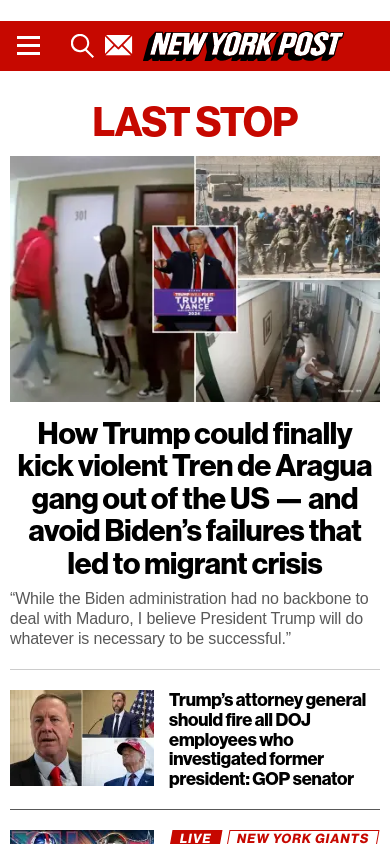 NEW YORK POST
LAST STOP
301
TRUMP
VANCE
2024
How Trump could finally
kick violent Tren de Aragua
gang out of the US — and
avoid Biden’s failures that
led to migrant crisis
“While the Biden administration had no backbone to
deal with Maduro, I believe President Trump will do
whatever is necessary to be successful.”
Trump’s attorney general
should fire all DOJ
employees who
investigated former
president: GOP senator
LIVE NEW YORK GIANTS